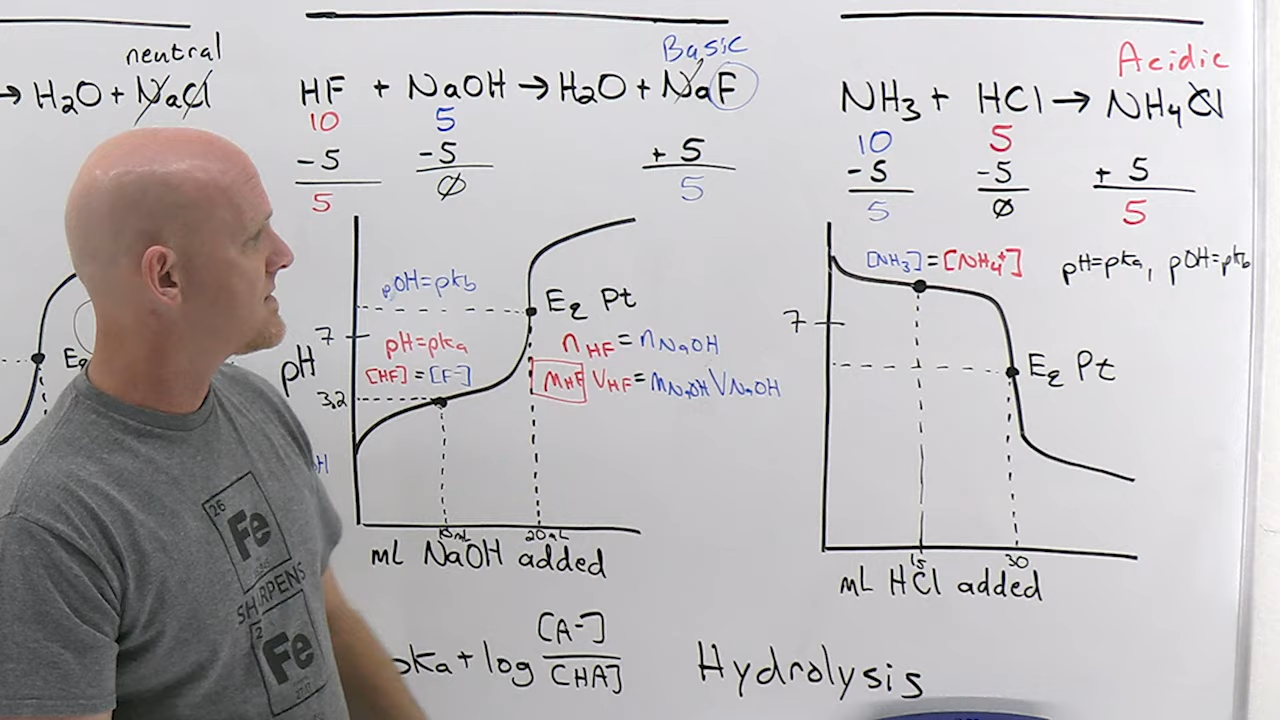 neutral
→ H₂O + NaCl
Basic
HF + NaOH → H₂O + NaF
10 5
-5 -5 + 5
5 0 5
pOH=pKb
7
pH=pKa
[HF]=[F⁻]
pH
3.2
Eq Pt
nHF = nNaOH
MHF VHF = MNaOH VNaOH
10mL 20mL
mL NaOH added
Acidic
NH₃ + HCl → NH₄Cl
10 5
-5 -5 + 5
5 0 5
[NH₃]=[NH₄⁺]
pH=pKa, pOH=pKb
7
Eq Pt
15 30
mL HCl added
pKa + log [A⁻]
[HA]
Hydrolysis
26
Fe
SHARPENS
Fe